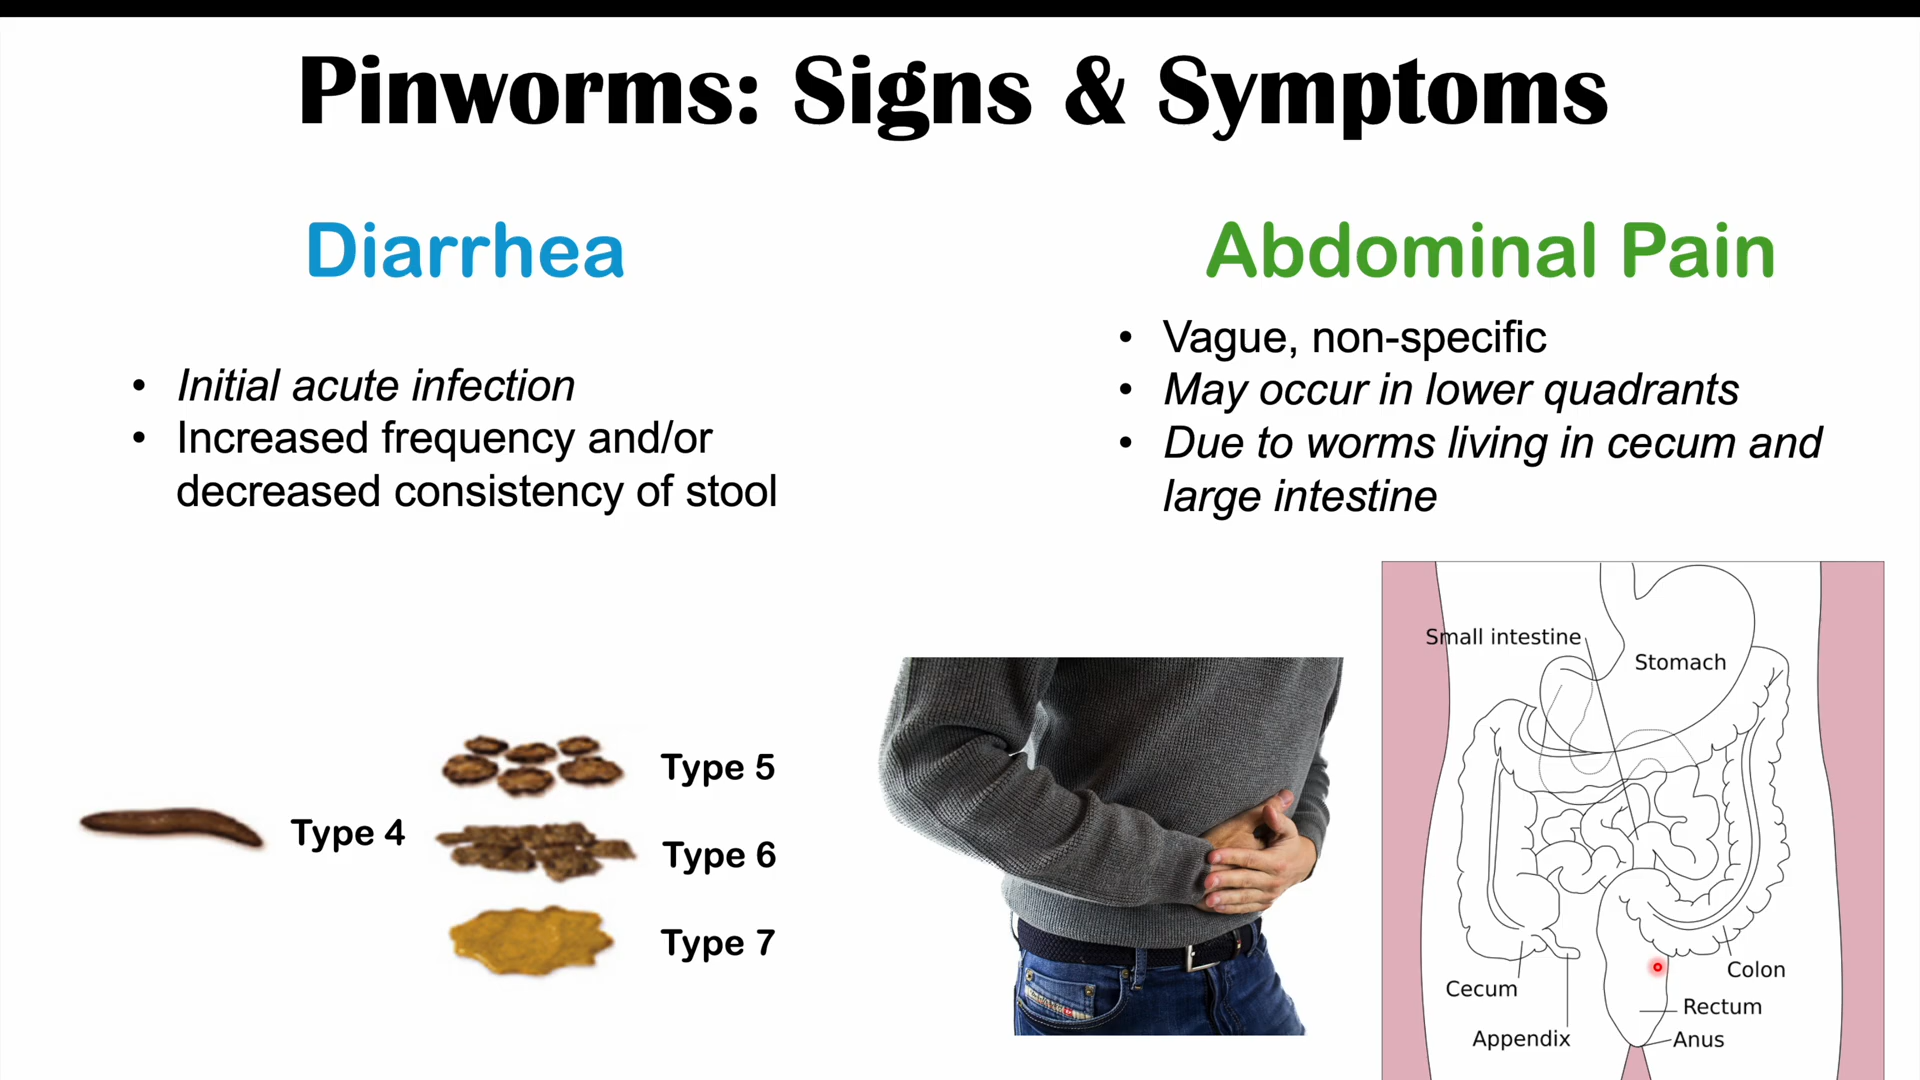 Pinworms: Signs & Symptoms
Diarrhea
• Initial acute infection
• Increased frequency and/or
decreased consistency of stool
Abdominal Pain
• Vague, non-specific
• May occur in lower quadrants
• Due to worms living in cecum and
large intestine
Type 4
Type 5
Type 6
Type 7
Small intestine
Stomach
Colon
Cecum
Rectum
Appendix
Anus